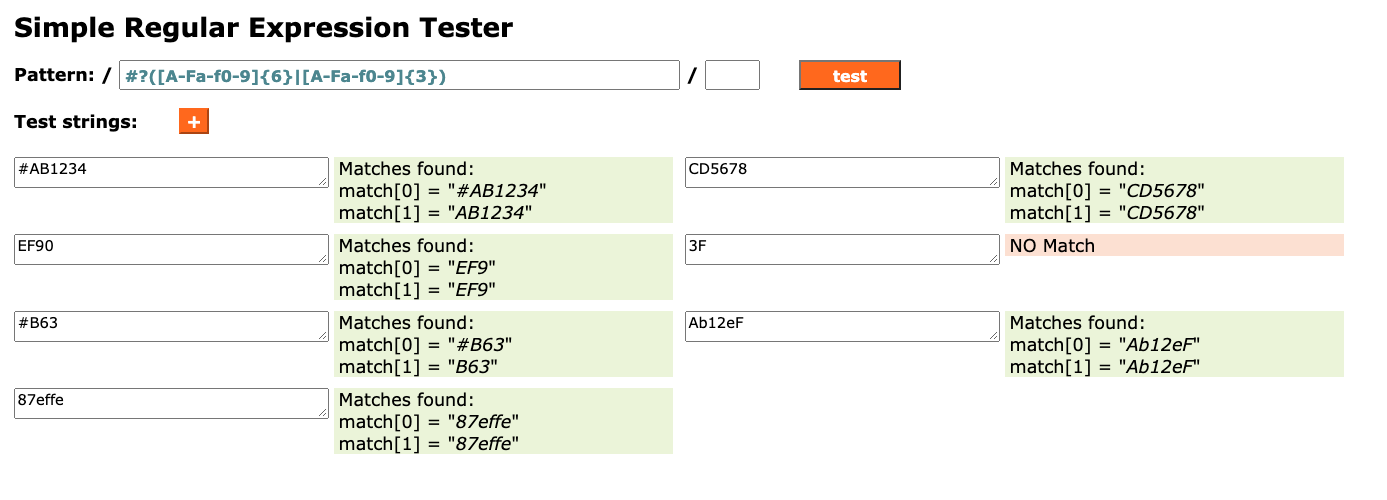 Simple Regular Expression Tester
Pattern: / #?([A-Fa-f0-9]{6}|[A-Fa-f0-9]{3}) / test
Test strings: +
#AB1234
Matches found:
match[0] = "#AB1234"
match[1] = "AB1234"
CD5678
Matches found:
match[0] = "CD5678"
match[1] = "CD5678"
EF90
Matches found:
match[0] = "EF9"
match[1] = "EF9"
3F
NO Match
#B63
Matches found:
match[0] = "#B63"
match[1] = "B63"
Ab12eF
Matches found:
match[0] = "Ab12eF"
match[1] = "Ab12eF"
87effe
Matches found:
match[0] = "87effe"
match[1] = "87effe"